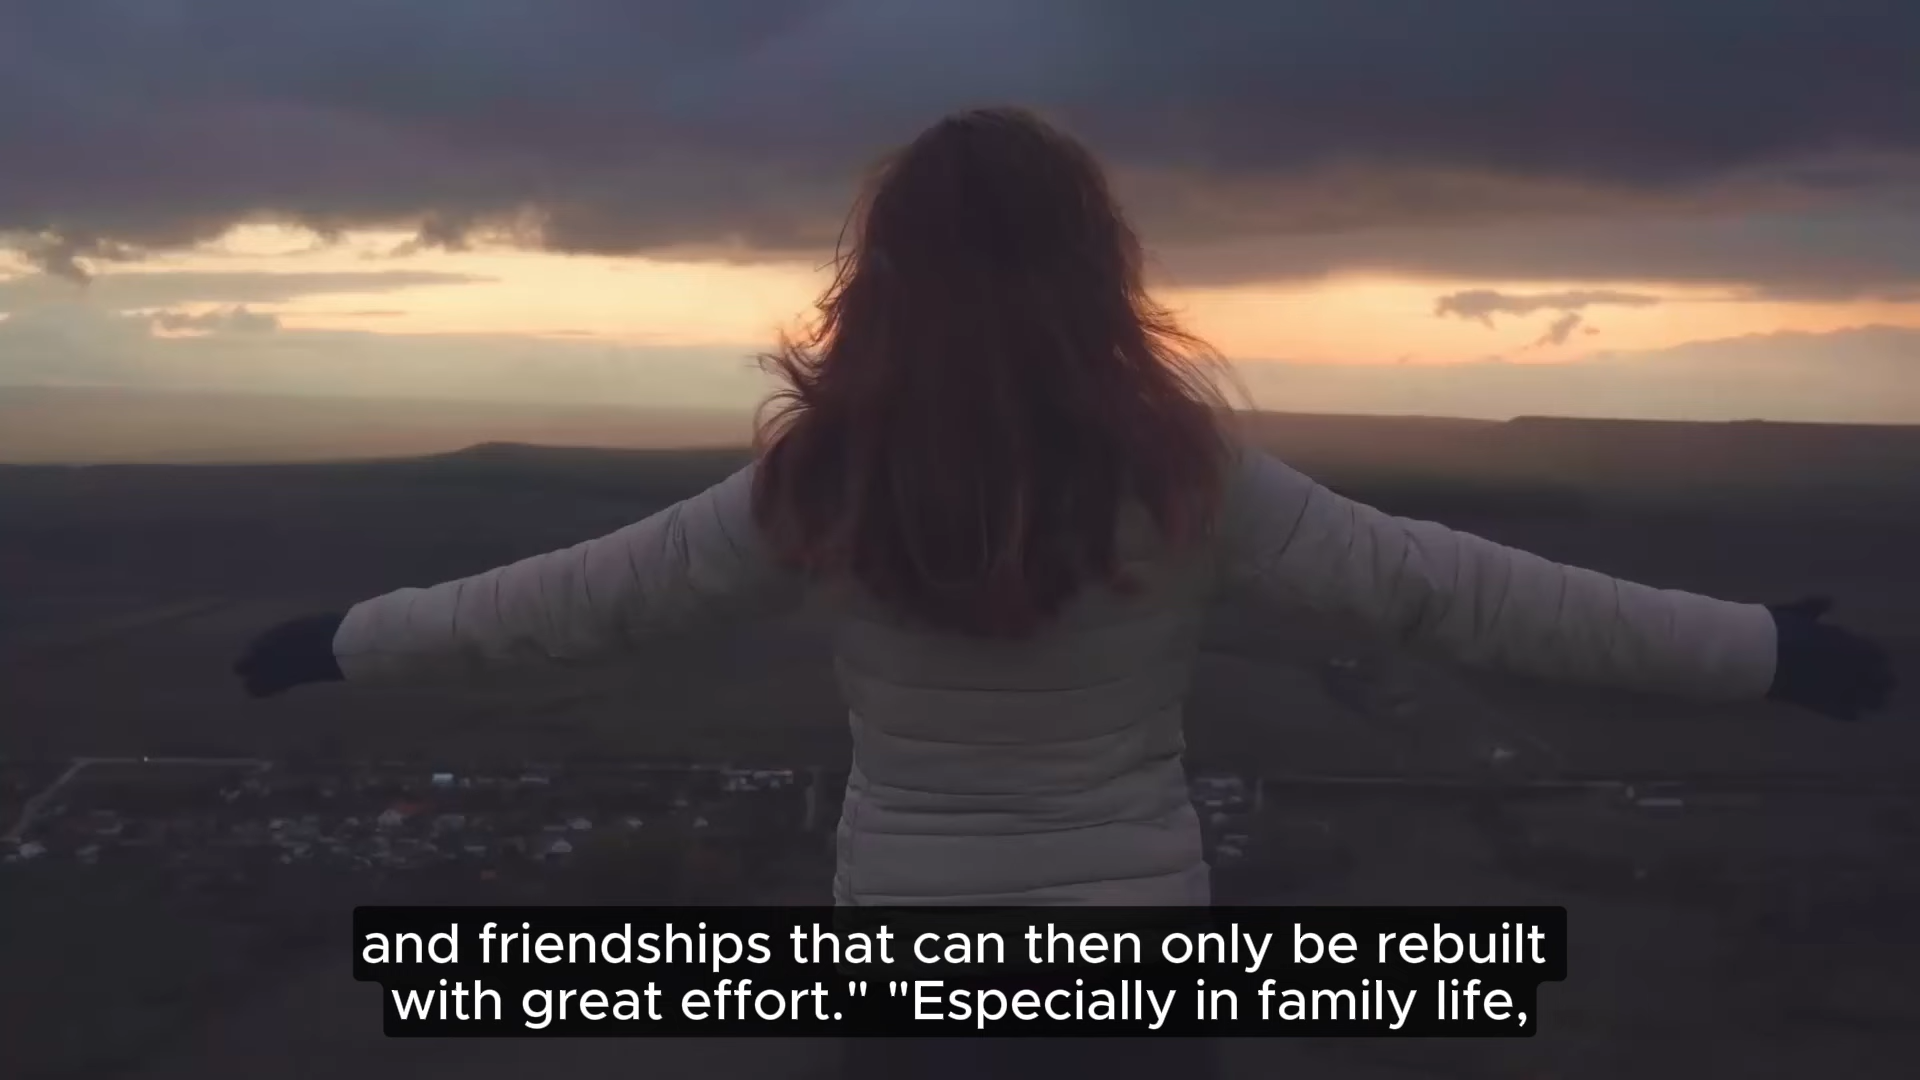 and friendships that can then only be rebuilt
with great effort." "Especially in family life,